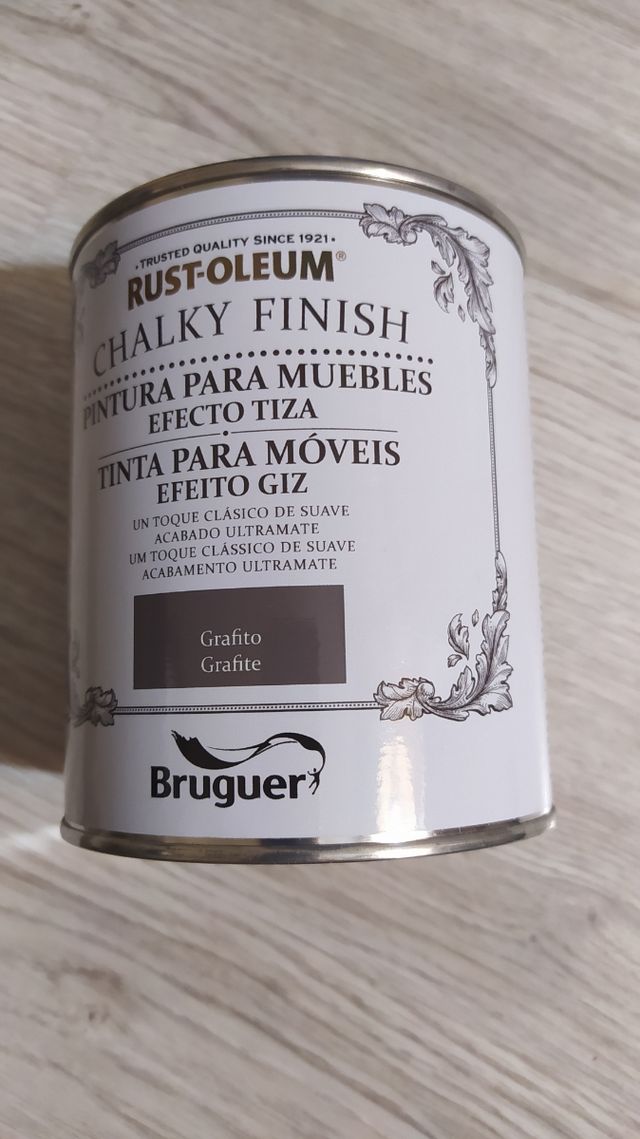 •TRUSTED QUALITY SINCE 1921•
RUST-OLEUM®
CHALKY FINISH
PINTURA PARA MUEBLES
EFECTO TIZA
TINTA PARA MÓVEIS
EFEITO GIZ
UN TOQUE CLÁSICO DE SUAVE
ACABADO ULTRAMATE
UM TOQUE CLÁSSICO DE SUAVE
ACABAMENTO ULTRAMATE
Grafito
Grafite
Bruguer